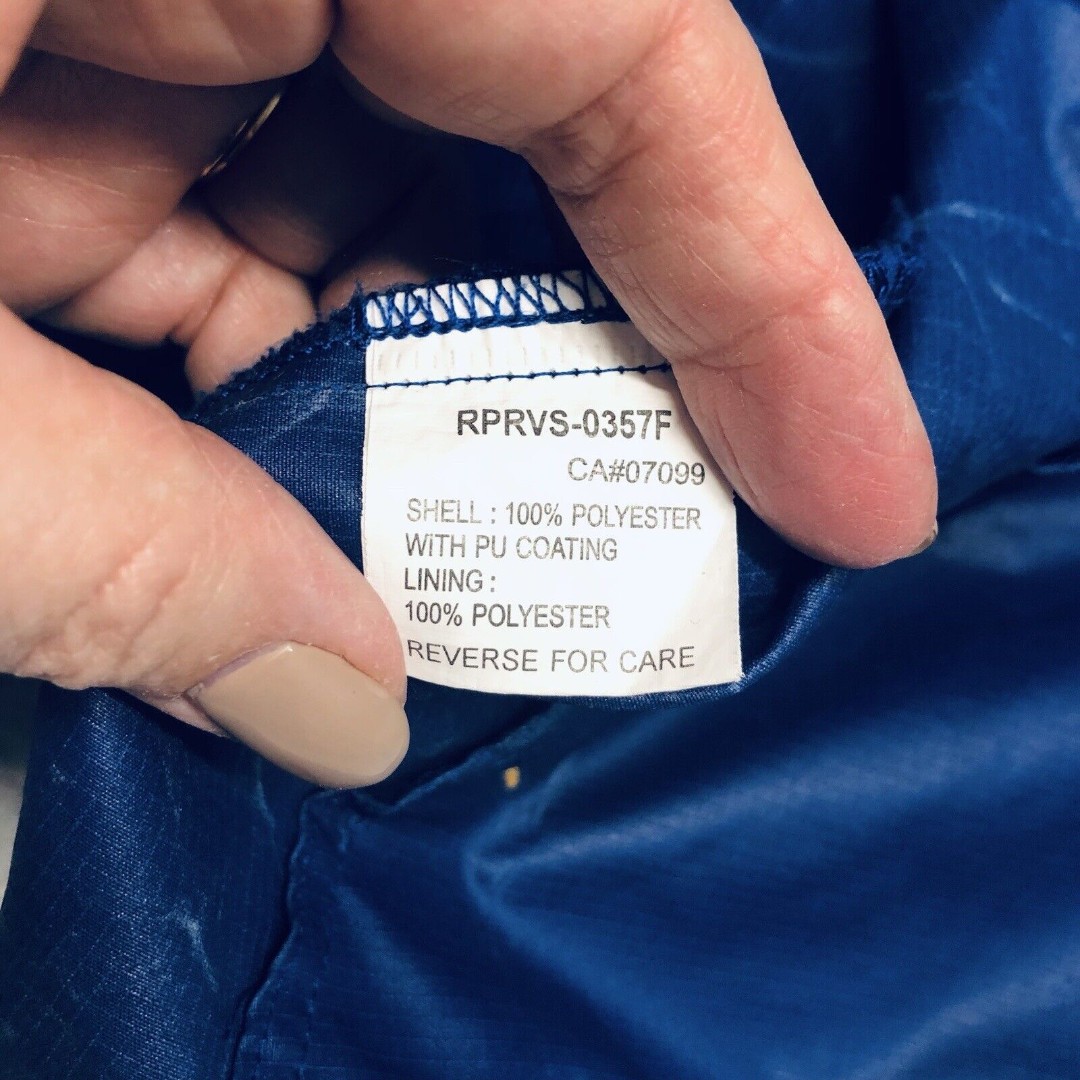 RPRVS-0357F
CA#07099
SHELL : 100% POLYESTER
WITH PU COATING
LINING :
100% POLYESTER
REVERSE FOR CARE